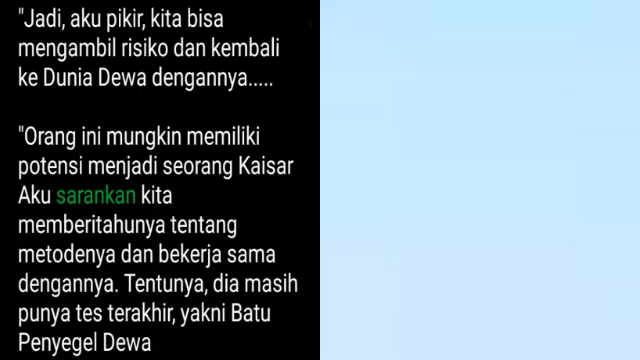 "Jadi, aku pikir, kita bisa
mengambil risiko dan kembali
ke Dunia Dewa dengannya.....
"Orang ini mungkin memiliki
potensi menjadi seorang Kaisar
Aku sarankan kita
memberitahunya tentang
metodenya dan bekerja sama
dengannya. Tentunya, dia masih
punya tes terakhir, yakni Batu
Penyegel Dewa